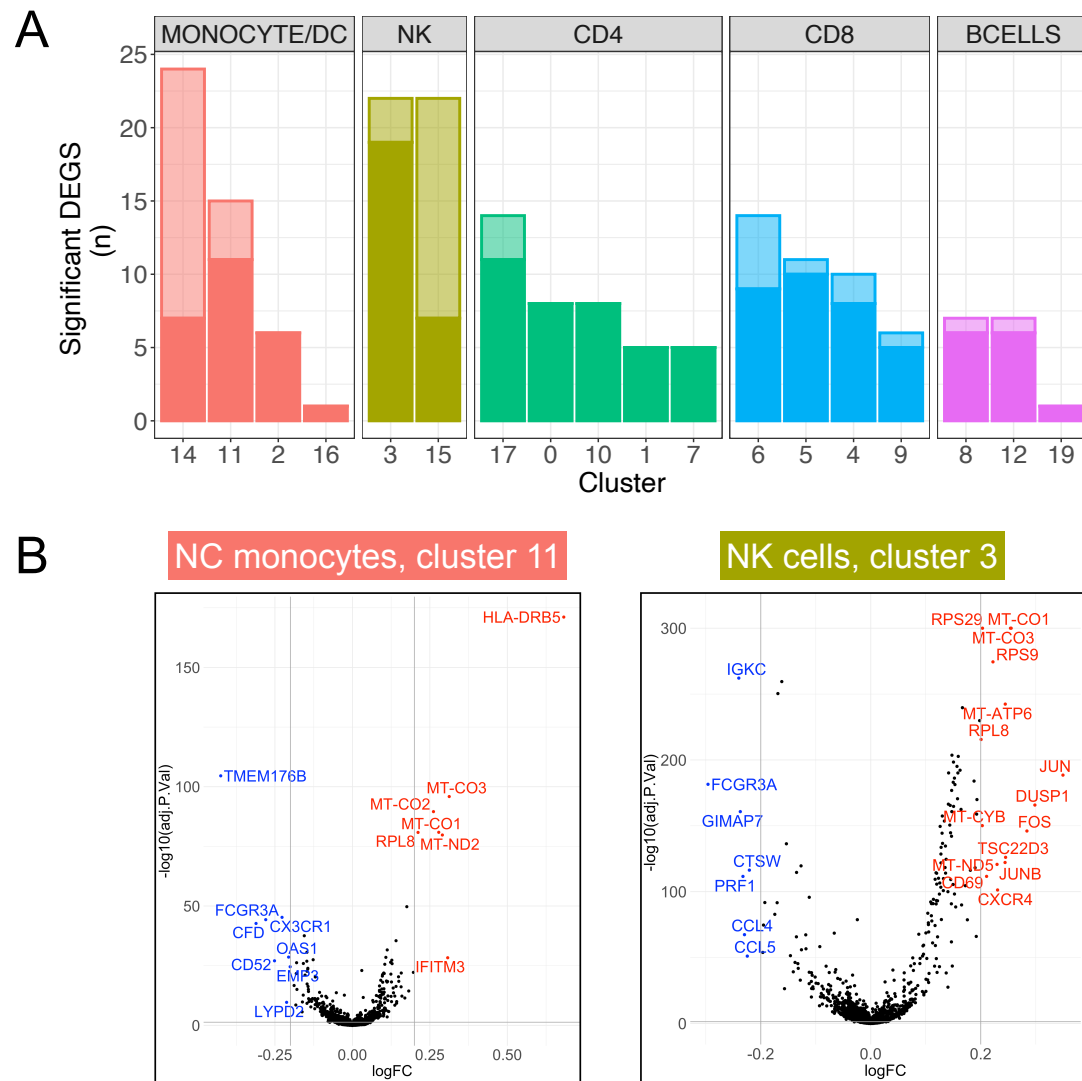 A
MONOCYTE/DC NK CD4 CD8 BCELLS
Significant DEGS
(n)
25
20
15
10
5
0
14 11 2 16 3 15 17 0 10 1 7 6 5 4 9 8 12 19
Cluster
B
NC monocytes, cluster 11
-log10(adj.P.Val)
150
100
50
0
HLA-DRB5
TMEM176B
MT-CO3
MT-CO2
MT-CO1
RPL8 MT-ND2
FCGR3A
CX3CR1
CFD
OAS1
CD52
EMP3
IFITM3
LYPD2
-0.25 0.00 0.25 0.50
logFC
NK cells, cluster 3
-log10(adj.P.Val)
300
200
100
0
RPS29 MT-CO1
MT-CO3
RPS9
IGKC
MT-ATP6
RPL8
JUN
FCGR3A
DUSP1
GIMAP7
MT-CYB FOS
TSC22D3
CTSW
MT-ND5
JUNB
PRF1
CD69
CXCR4
CCL4
CCL5
-0.2 0.0 0.2
logFC